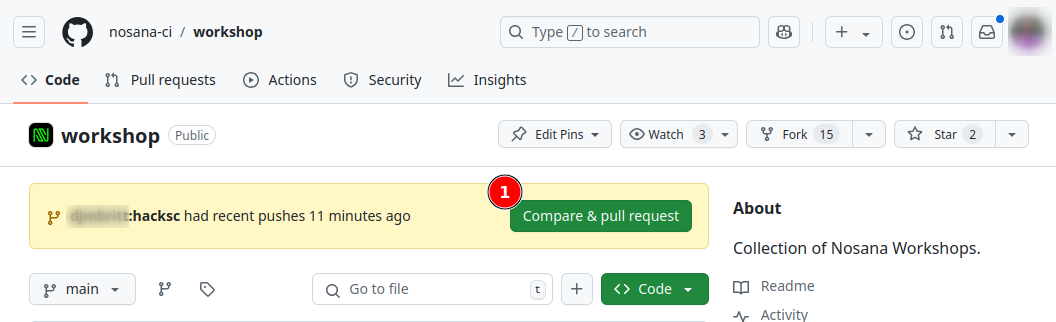 nosana-ci / workshop
Type / to search
Code Pull requests Actions Security Insights
workshop Public
Edit Pins Watch 3 Fork 15 Star 2
1
:hacksc had recent pushes 11 minutes ago
Compare & pull request
main
Go to file t
Code
About
Collection of Nosana Workshops.
Readme
Activity